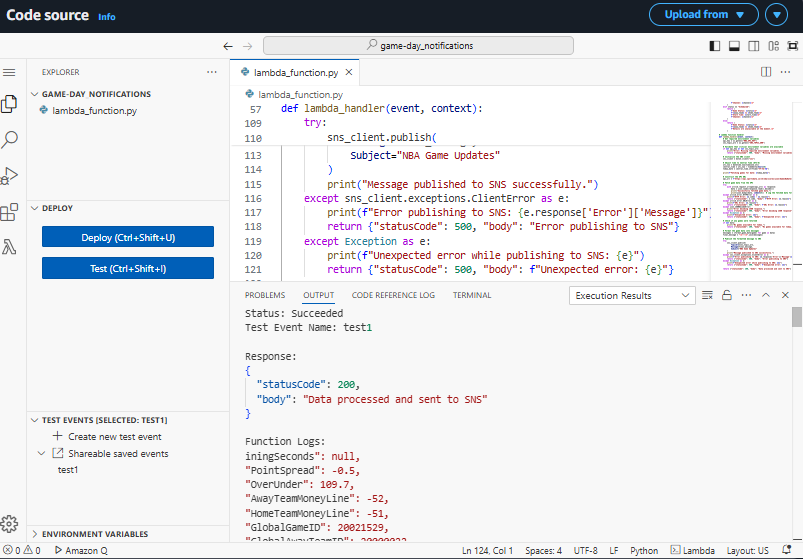 Code source Info
Upload from
game-day_notifications
EXPLORER
GAME-DAY_NOTIFICATIONS
lambda_function.py
DEPLOY
Deploy (Ctrl+Shift+U)
Test (Ctrl+Shift+I)
TEST EVENTS [SELECTED: TEST1]
Create new test event
Shareable saved events
test1
ENVIRONMENT VARIABLES
lambda_function.py
lambda_function.py
57 def lambda_handler(event, context):
109 try:
110 sns_client.publish(
113 Subject="NBA Game Updates"
114 )
115 print("Message published to SNS successfully.")
116 except sns_client.exceptions.ClientError as e:
117 print(f"Error publishing to SNS: {e.response['Error']['Message']}"
118 return {"statusCode": 500, "body": "Error publishing to SNS"}
119 except Exception as e:
120 print(f"Unexpected error while publishing to SNS: {e}")
121 return {"statusCode": 500, "body": f"Unexpected error: {e}"}
PROBLEMS OUTPUT CODE REFERENCE LOG TERMINAL
Execution Results
Status: Succeeded
Test Event Name: test1
Response:
{
"statusCode": 200,
"body": "Data processed and sent to SNS"
}
Function Logs:
iningSeconds": null,
"PointSpread": -0.5,
"OverUnder": 109.7,
"AwayTeamMoneyLine": -52,
"HomeTeamMoneyLine": -51,
"GlobalGameID": 20021529,
0 0 Amazon Q
Ln 124, Col 1 Spaces: 4 UTF-8 LF Python Lambda Layout: US